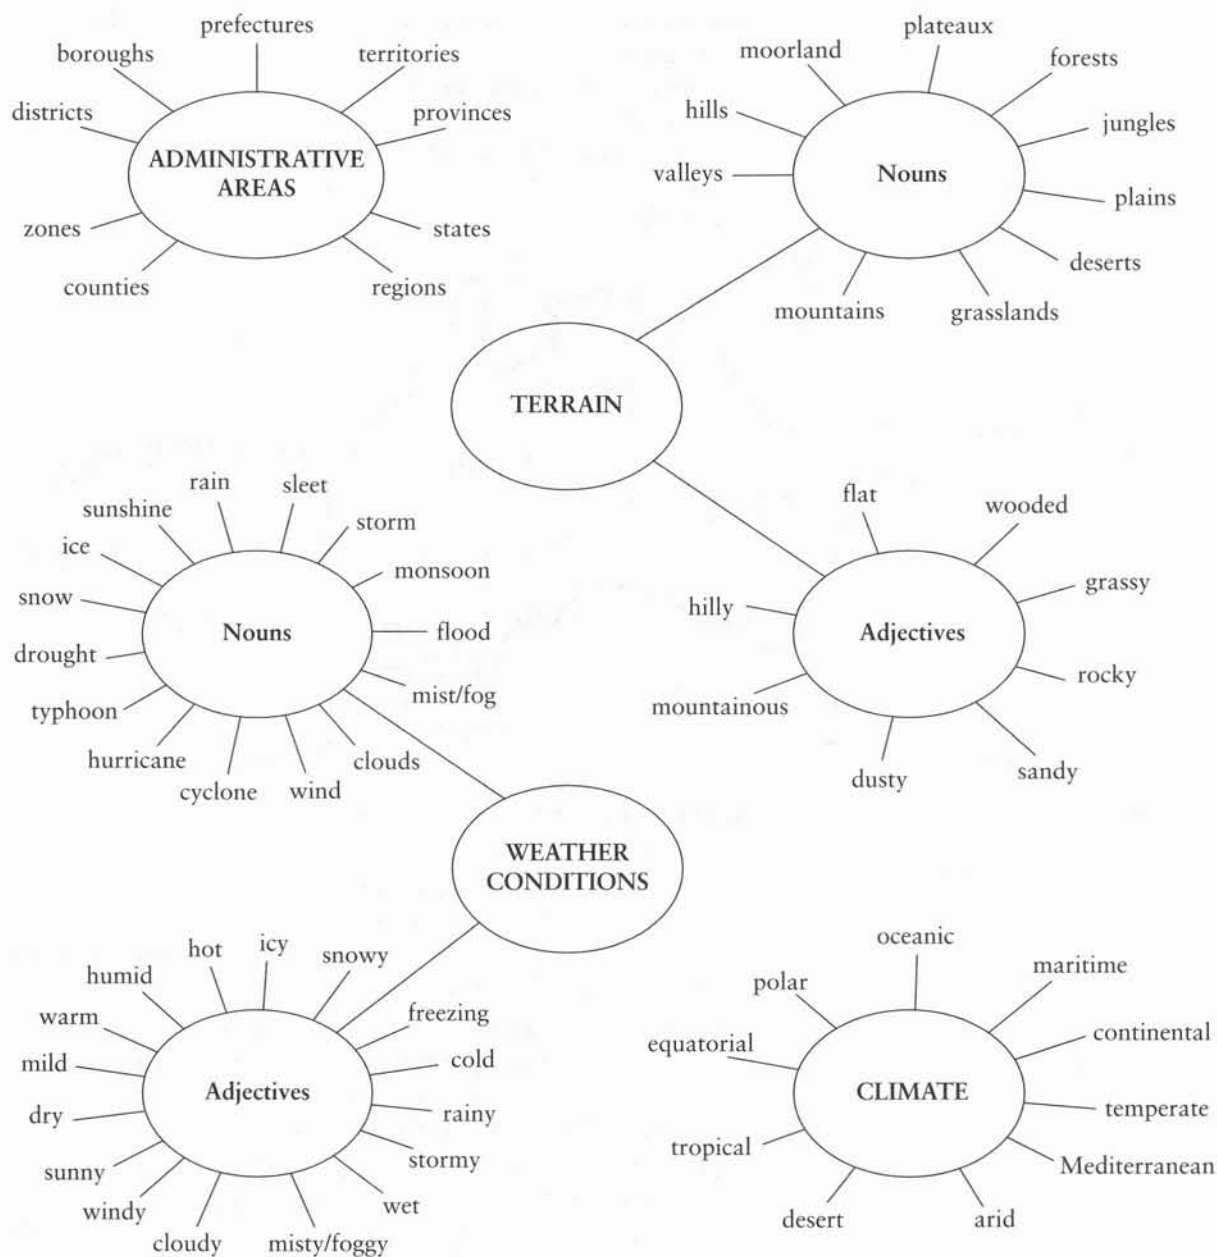 prefectures
boroughs
territories
districts
provinces
ADMINISTRATIVE
AREAS
zones
states
counties
regions
plateaux
moorland
forests
hills
jungles
valleys
Nouns
plains
deserts
mountains
grasslands
TERRAIN
rain
sleet
sunshine
storm
ice
monsoon
snow
Nouns
flood
drought
mist/fog
typhoon
hurricane
clouds
cyclone
wind
flat
wooded
grassy
hilly
Adjectives
rocky
mountainous
dusty
sandy
WEATHER
CONDITIONS
hot
icy
snowy
humid
freezing
warm
cold
mild
Adjectives
rainy
dry
stormy
sunny
wet
windy
cloudy
misty/foggy
oceanic
polar
maritime
equatorial
continental
CLIMATE
temperate
tropical
Mediterranean
desert
arid